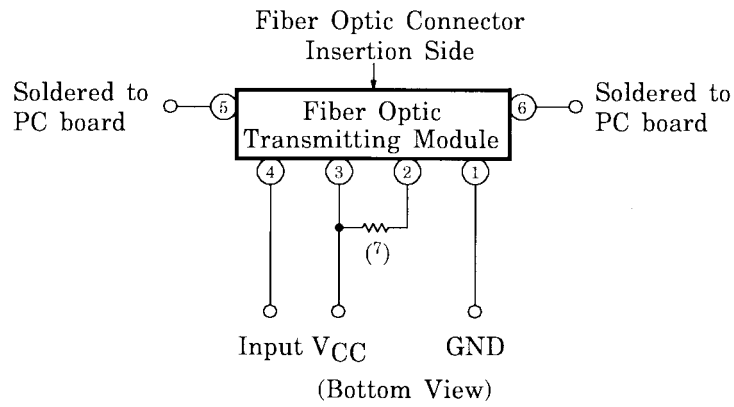 Fiber Optic Connector
Insertion Side
Soldered to
PC board
5
Fiber Optic
Transmitting Module
6
Soldered to
PC board
4
3
2
1
(7)
Input VCC
GND
(Bottom View)